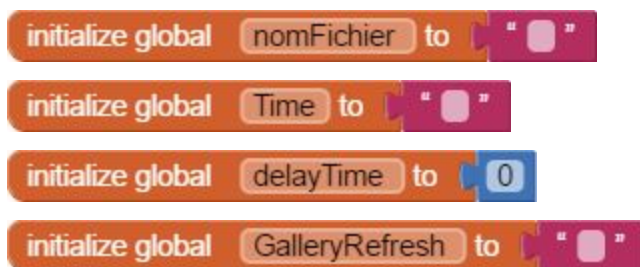 initialize global nomFichier to " "
initialize global Time to " "
initialize global delayTime to 0
initialize global GalleryRefresh to " "